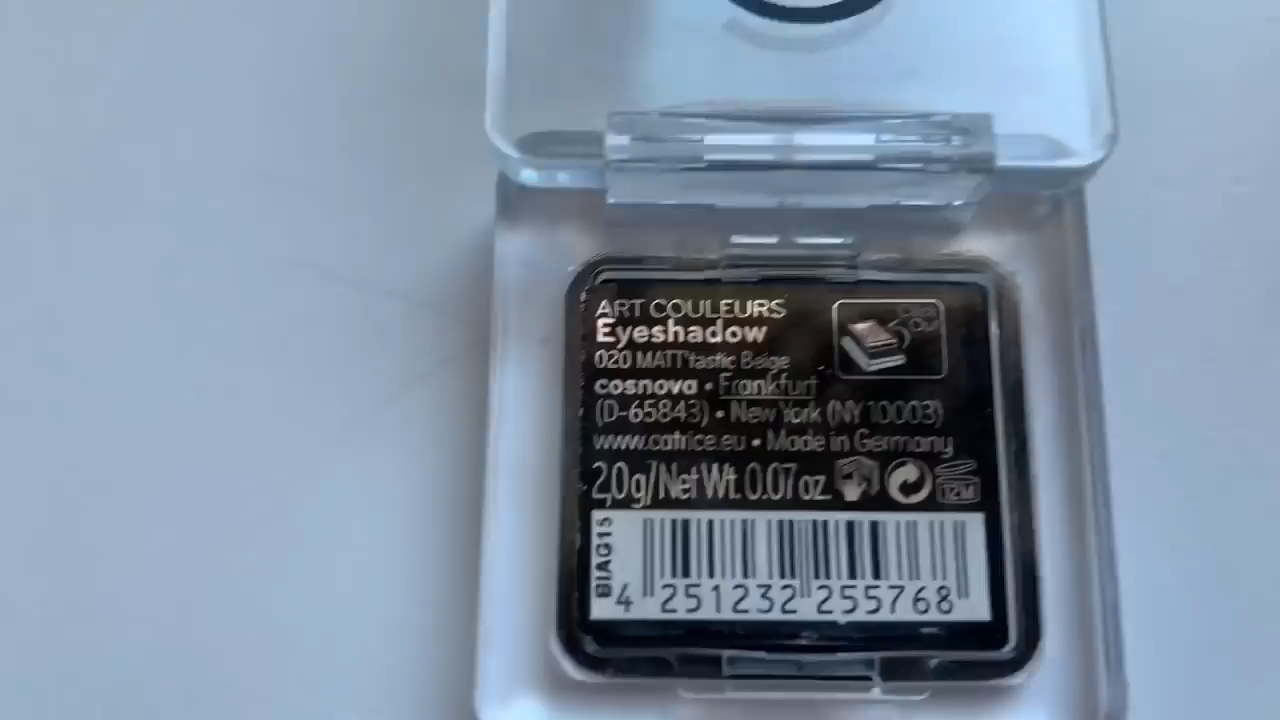 ART COULEURS
Eyeshadow
020 MATT'tastic Beige
cosnova • Frankfurt
(D-65843) • New York (NY 10003)
www.catrice.eu • Made in Germany
2,0 g/Net Wt. 0.07 oz.
12M
BIAG15
4 251232 255768